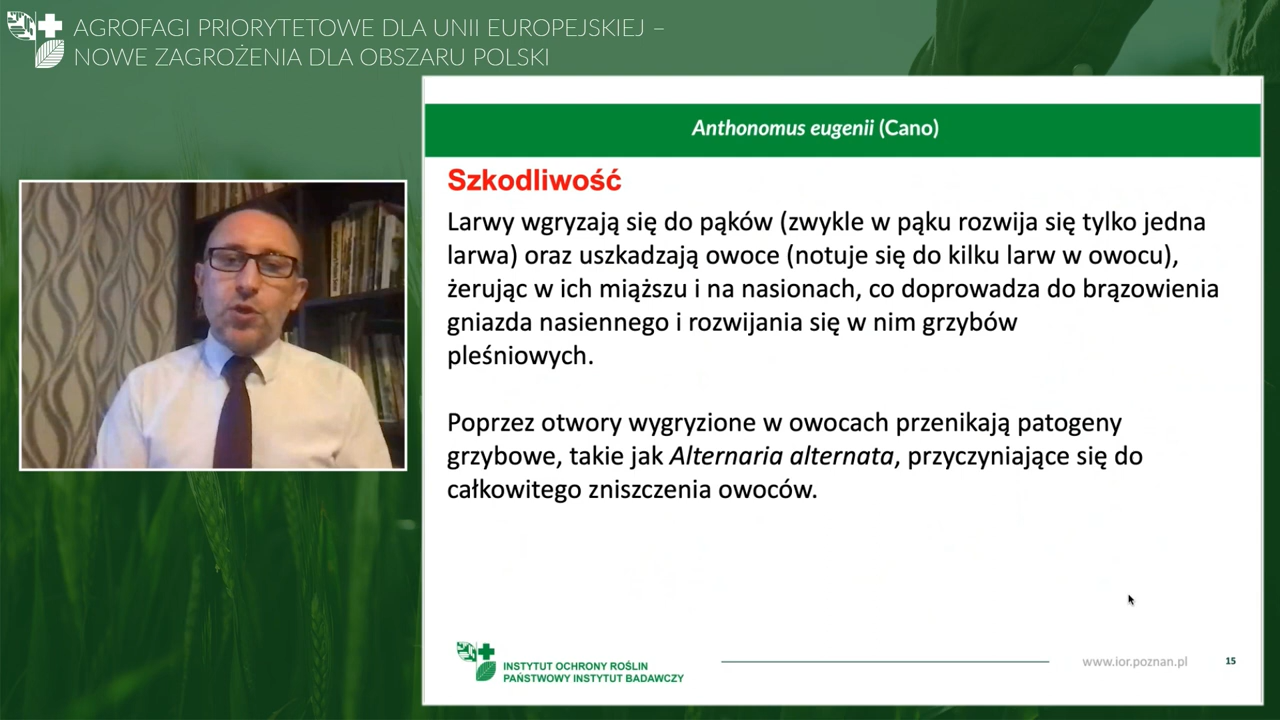 AGROFAGI PRIORYTETOWE DLA UNII EUROPEJSKIEJ –
NOWE ZAGROŻENIA DLA OBSZARU POLSKI
Anthonomus eugenii (Cano)
Szkodliwość
Larwy wgryzają się do pąków (zwykle w pąku rozwija się tylko jedna
larwa) oraz uszkadzają owoce (notuje się do kilku larw w owocu),
żerując w ich miąższu i na nasionach, co doprowadza do brązowienia
gniazda nasiennego i rozwijania się w nim grzybów
pleśniowych.
Poprzez otwory wygryzione w owocach przenikają patogeny
grzybowe, takie jak Alternaria alternata, przyczyniające się do
całkowitego zniszczenia owoców.
INSTYTUT OCHRONY ROŚLIN
PAŃSTWOWY INSTYTUT BADAWCZY
www.ior.poznan.pl
15